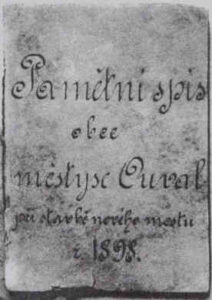 Pamětní spis
obce
městyse Ouval
při stavbě nového mostu
r. 1898.